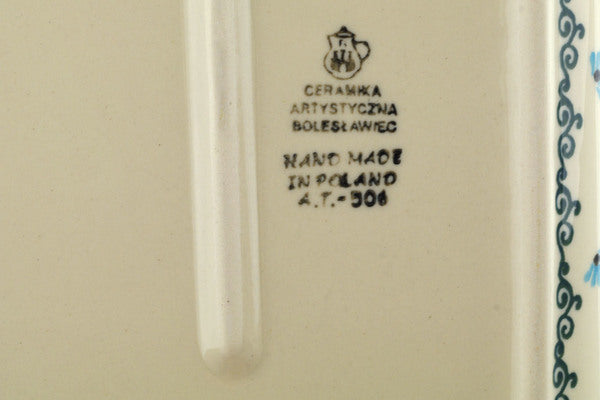 CERAMIKA
ARTYSTYCZNA
BOLESŁAWIEC
HAND MADE
IN POLAND
A.T.-306